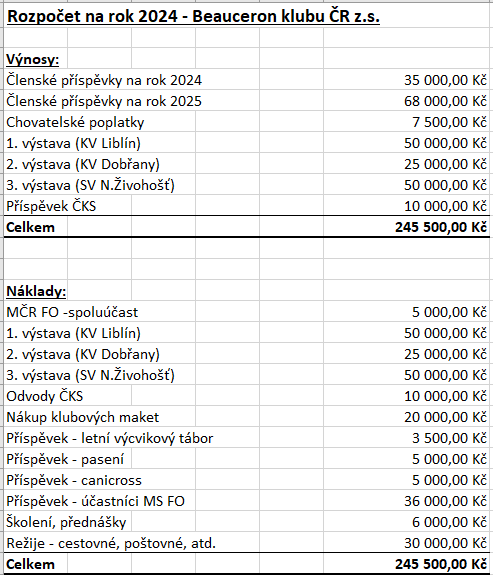 Rozpočet na rok 2024 - Beauceron klubu ČR z.s.
Výnosy:
Členské příspěvky na rok 2024 35 000,00 Kč
Členské příspěvky na rok 2025 68 000,00 Kč
Chovatelské poplatky 7 500,00 Kč
1. výstava (KV Liblín) 50 000,00 Kč
2. výstava (KV Dobřany) 25 000,00 Kč
3. výstava (SV N.Živohošť) 50 000,00 Kč
Příspěvek ČKS 10 000,00 Kč
Celkem 245 500,00 Kč
Náklady:
MČR FO -spoluúčast 5 000,00 Kč
1. výstava (KV Liblín) 50 000,00 Kč
2. výstava (KV Dobřany) 25 000,00 Kč
3. výstava (SV N.Živohošť) 50 000,00 Kč
Odvody ČKS 10 000,00 Kč
Nákup klubových maket 20 000,00 Kč
Příspěvek - letní výcvikový tábor 3 500,00 Kč
Příspěvek - pasení 5 000,00 Kč
Příspěvek - canicross 5 000,00 Kč
Příspěvek - účastníci MS FO 36 000,00 Kč
Školení, přednášky 6 000,00 Kč
Režije - cestovné, poštovné, atd. 30 000,00 Kč
Celkem 245 500,00 Kč